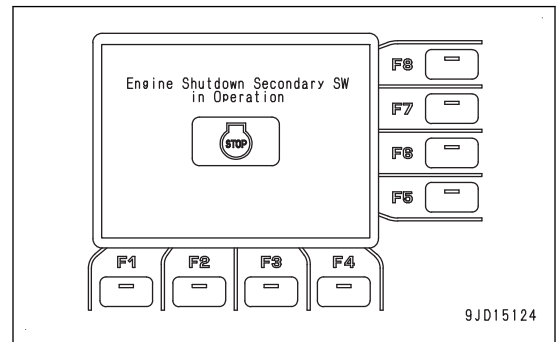 Engine Shutdown Secondary SW
in Operation
STOP
F8
F7
F6
F5
F1
F2
F3
F4
9JD15124